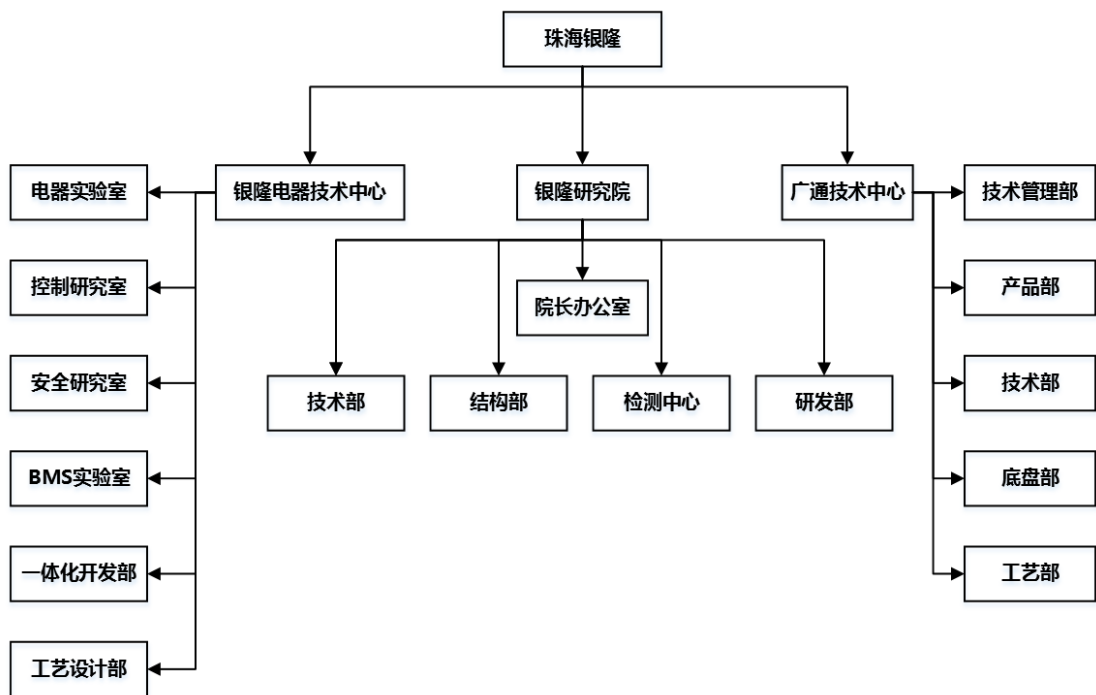 珠海银隆
电器实验室
银隆电器技术中心
银隆研究院
广通技术中心
技术管理部
控制研究室
院长办公室
产品部
安全研究室
技术部
结构部
检测中心
研发部
技术部
BMS实验室
底盘部
一体化开发部
工艺部
工艺设计部